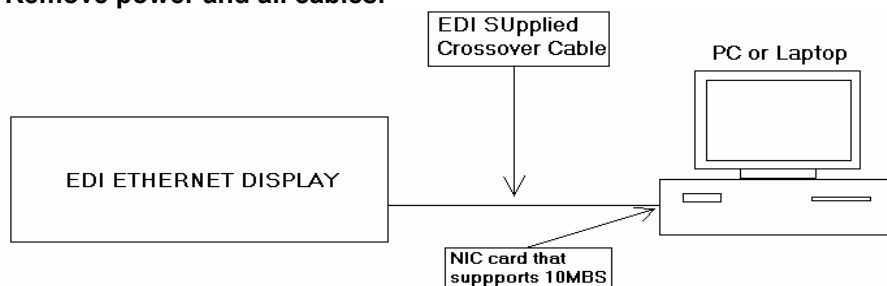 Remove power and all cables.
EDI SUpplied
Crossover Cable
PC or Laptop
EDI ETHERNET DISPLAY
NIC card that
suppports 10MBS